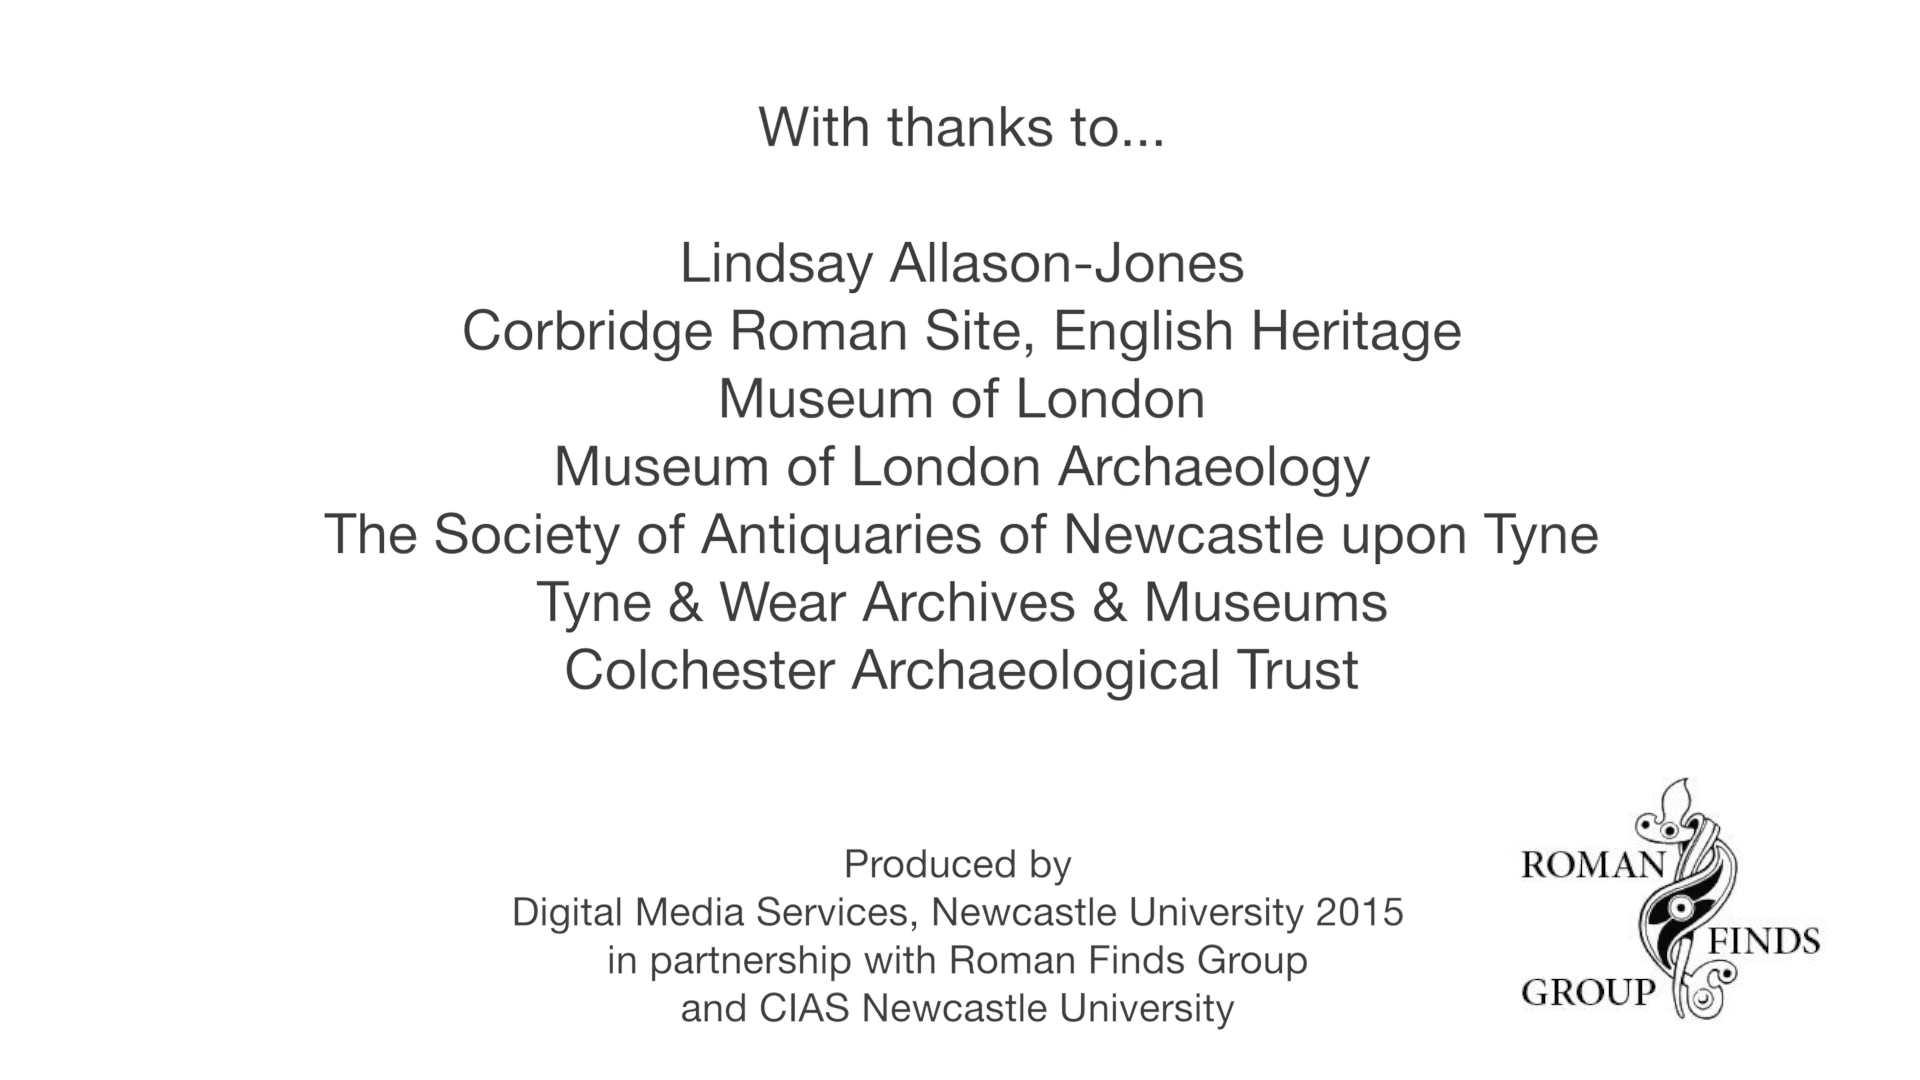 With thanks to...
Lindsay Allason-Jones
Corbridge Roman Site, English Heritage
Museum of London
Museum of London Archaeology
The Society of Antiquaries of Newcastle upon Tyne
Tyne & Wear Archives & Museums
Colchester Archaeological Trust
Produced by
Digital Media Services, Newcastle University 2015
in partnership with Roman Finds Group
and CIAS Newcastle University
ROMAN
FINDS
GROUP